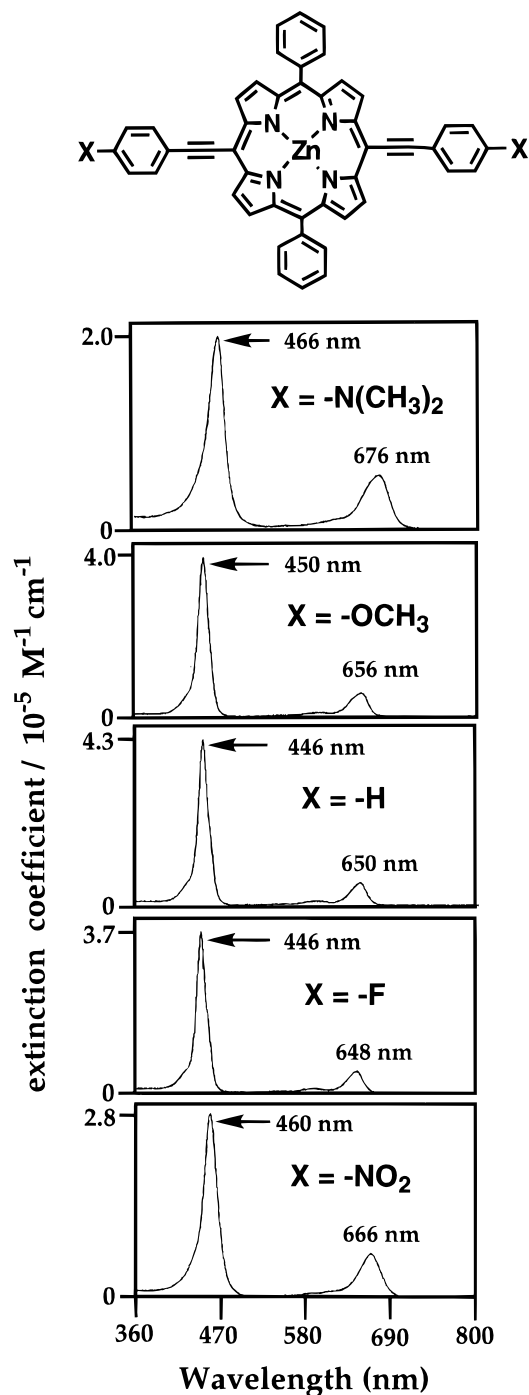 X
N
N
Zn
N
N
X
2.0
466 nm
X = -N(CH₃)₂
676 nm
0
4.0
450 nm
X = -OCH₃
656 nm
0
4.3
446 nm
X = -H
650 nm
0
3.7
446 nm
X = -F
648 nm
0
2.8
460 nm
X = -NO₂
666 nm
0
360 470 580 690 800
Wavelength (nm)
extinction coefficient / 10⁻⁵ M⁻¹ cm⁻¹